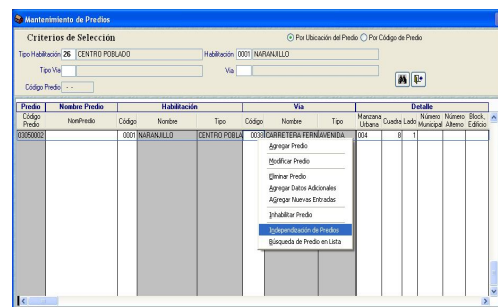 Mantenimiento de Predios
Criterios de Selección
Por Ubicación del Predio Por Código de Predio
Tipo Habilitación 26 CENTRO POBLADO Habilitación 0001 NARANJILLO
Tipo Via Via
Código Predio - -
Predio Nombre Predio Habilitación Via Detalle
Código Predio NomPredio Código Nombre Tipo Código Nombre Tipo Manzana Urbana Cuadra Lado Número Municipal Número Alterno Block, Edificio
03050002 0001 NARANJILLO CENTRO POBLA 0038 CARRETERA FERN AVENIDA 004 8 1
Agregar Predio
Modificar Predio
Eliminar Predio
Agregar Datos Adicionales
AGregar Nuevas Entradas
Inhabilitar Predio
Independización de Predios
Búsqueda de Predio en Lista